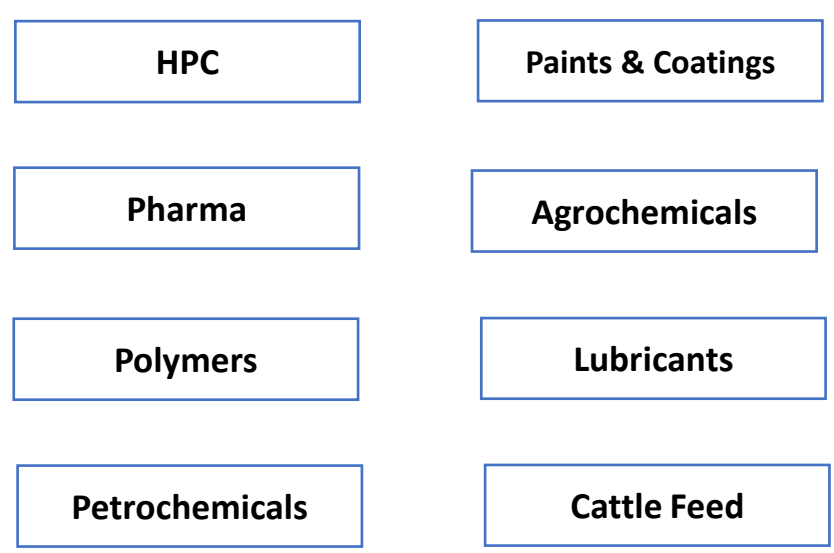 HPC
Paints & Coatings
Pharma
Agrochemicals
Polymers
Lubricants
Petrochemicals
Cattle Feed